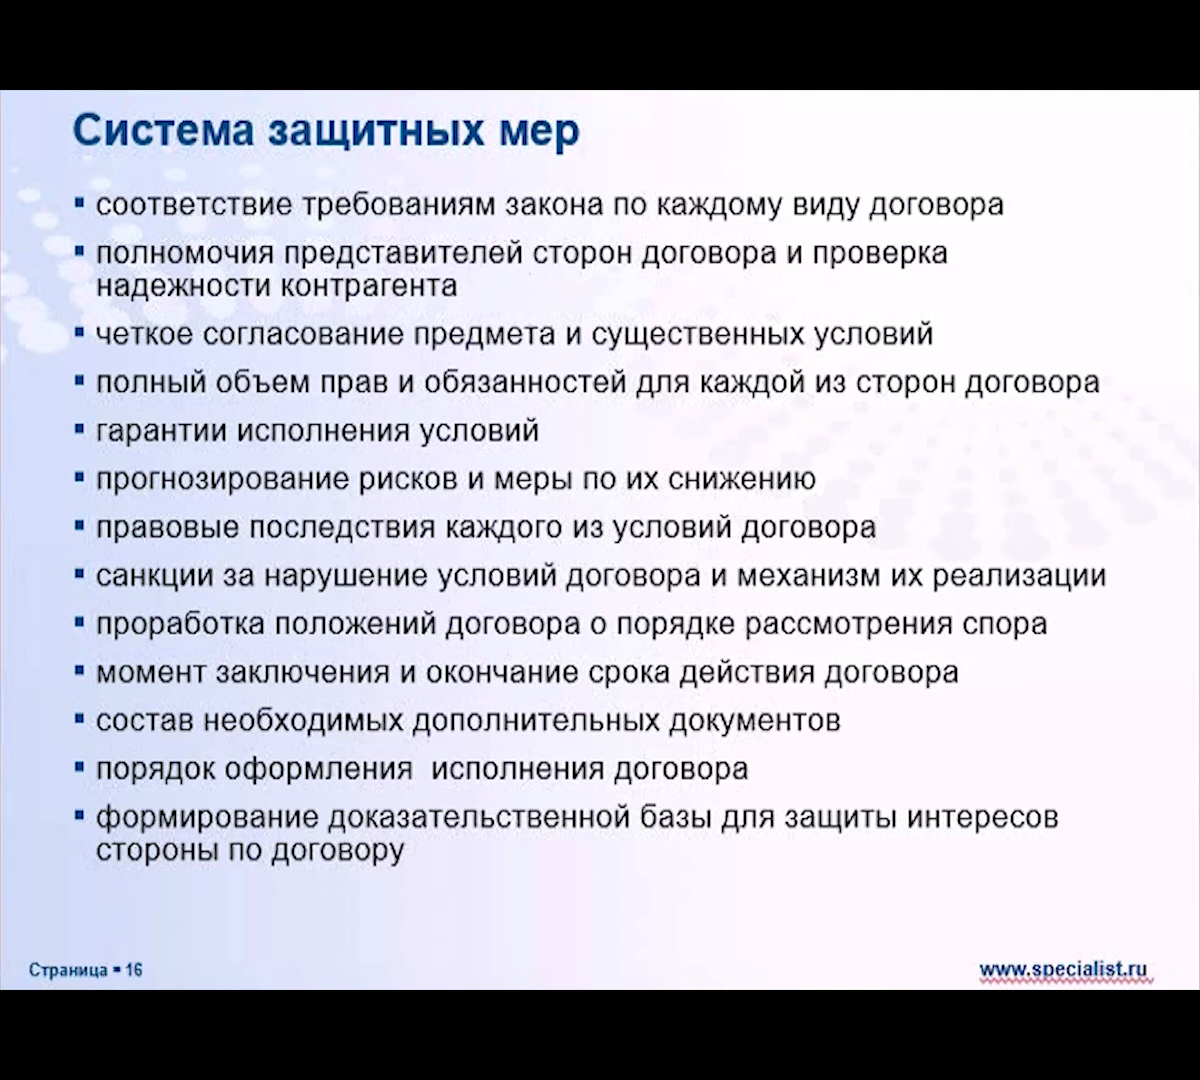 Система защитных мер
▪ соответствие требованиям закона по каждому виду договора
▪ полномочия представителей сторон договора и проверка
надежности контрагента
▪ четкое согласование предмета и существенных условий
▪ полный объем прав и обязанностей для каждой из сторон договора
▪ гарантии исполнения условий
▪ прогнозирование рисков и меры по их снижению
▪ правовые последствия каждого из условий договора
▪ санкции за нарушение условий договора и механизм их реализации
▪ проработка положений договора о порядке рассмотрения спора
▪ момент заключения и окончание срока действия договора
▪ состав необходимых дополнительных документов
▪ порядок оформления  исполнения договора
▪ формирование доказательственной базы для защиты интересов
стороны по договору
Страница ▪ 16
www.specialist.ru